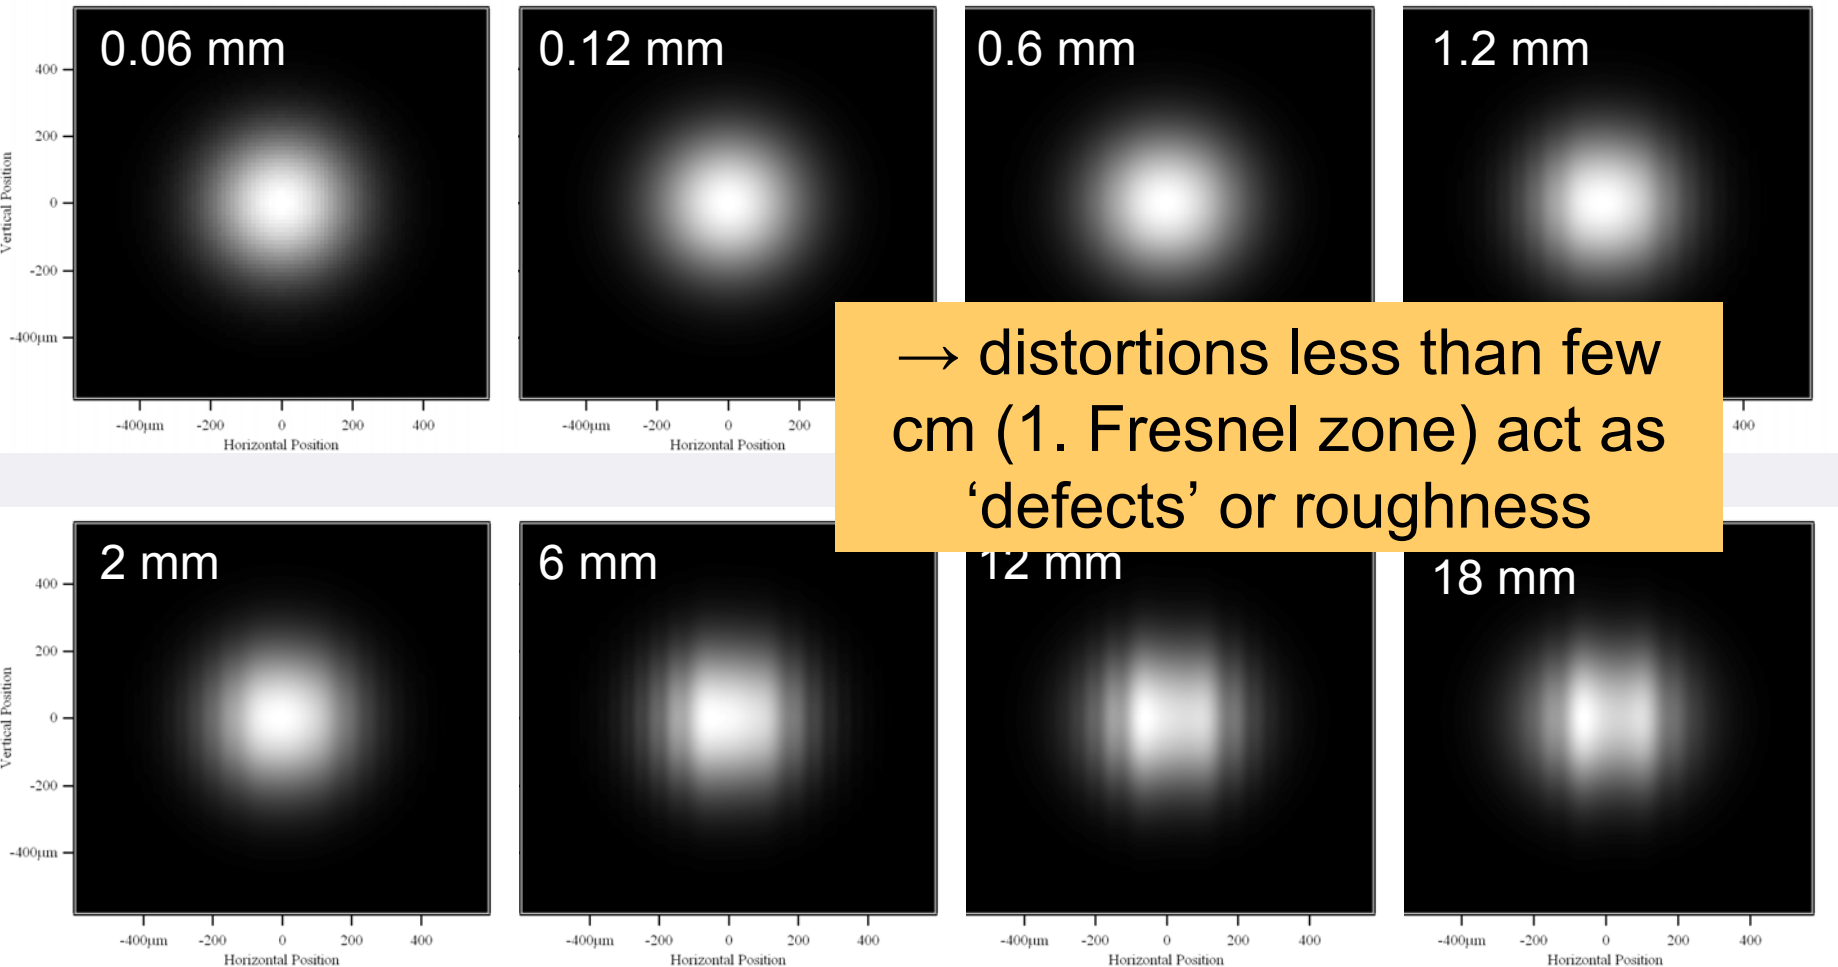 0.06 mm
0.12 mm
0.6 mm
1.2 mm
400
200
0
-200
-400μm
Vertical Position
-400μm -200 0 200 400
Horizontal Position
-400μm -200 0 200
Horizontal Position
400
→ distortions less than few
cm (1. Fresnel zone) act as
‘defects’ or roughness
2 mm
6 mm
12 mm
18 mm
400
200
0
-200
-400μm
Vertical Position
-400μm -200 0 200 400
Horizontal Position
-400μm -200 0 200 400
Horizontal Position
-400μm -200 0 200 400
Horizontal Position
-400μm -200 0 200 400
Horizontal Position